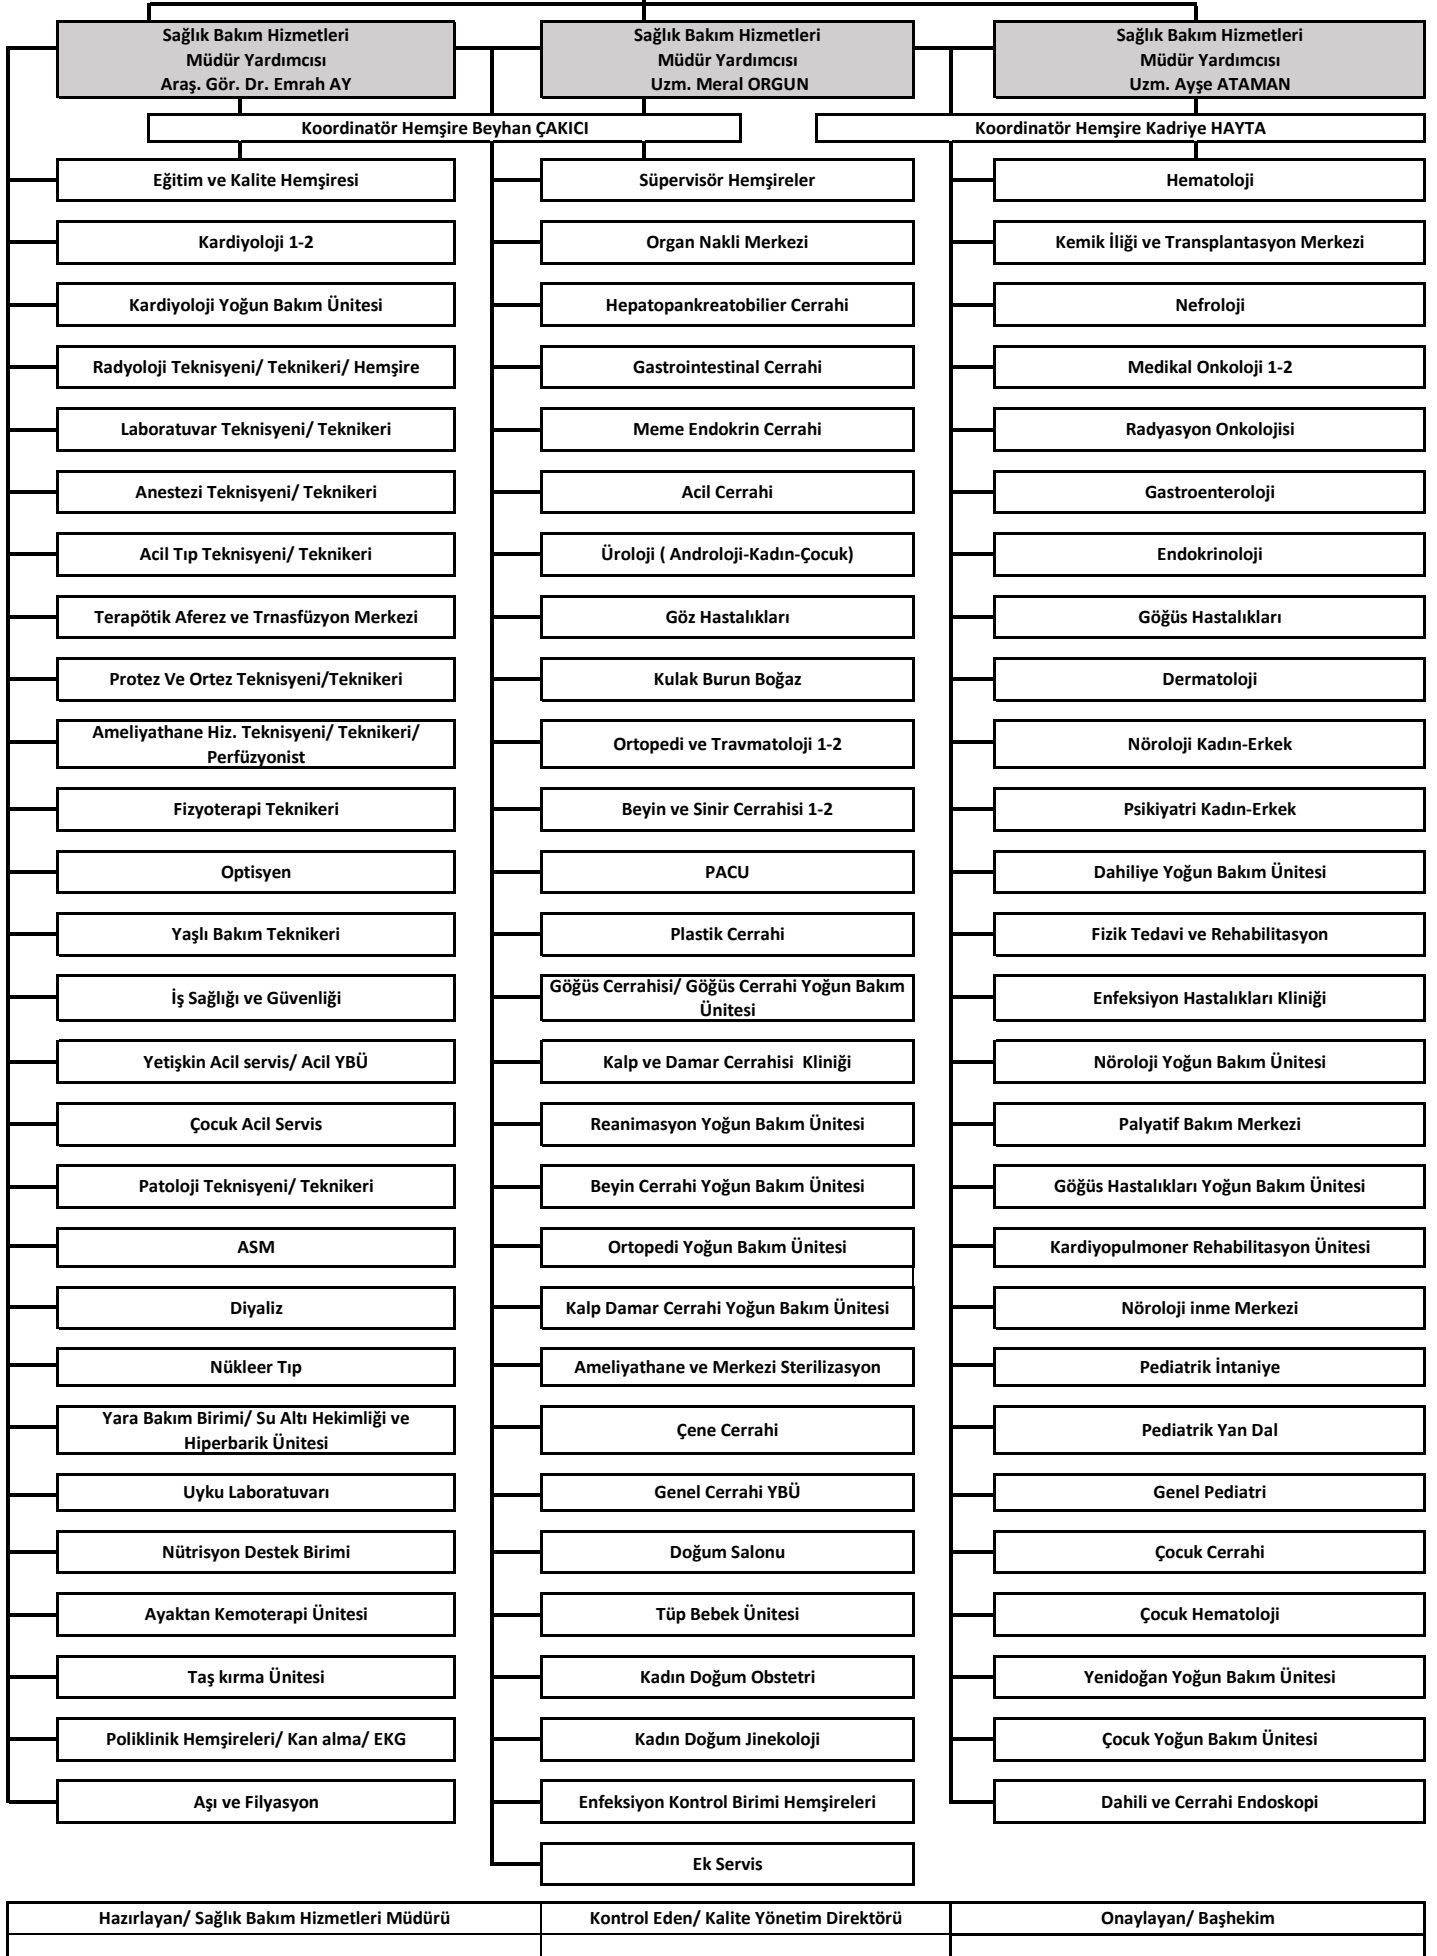 Sağlık Bakım Hizmetleri
Müdür Yardımcısı
Araş. Gör. Dr. Emrah AY
Sağlık Bakım Hizmetleri
Müdür Yardımcısı
Uzm. Meral ORGUN
Sağlık Bakım Hizmetleri
Müdür Yardımcısı
Uzm. Ayşe ATAMAN
Koordinatör Hemşire Beyhan ÇAKICI
Koordinatör Hemşire Kadriye HAYTA
Eğitim ve Kalite Hemşiresi
Süpervisör Hemşireler
Hematoloji
Kardiyoloji 1-2
Organ Nakli Merkezi
Kemik İliği ve Transplantasyon Merkezi
Kardiyoloji Yoğun Bakım Ünitesi
Hepatopankreatobilier Cerrahi
Nefroloji
Radyoloji Teknisyeni/ Teknikeri/ Hemşire
Gastrointestinal Cerrahi
Medikal Onkoloji 1-2
Laboratuvar Teknisyeni/ Teknikeri
Meme Endokrin Cerrahi
Radyasyon Onkolojisi
Anestezi Teknisyeni/ Teknikeri
Acil Cerrahi
Gastroenteroloji
Acil Tıp Teknisyeni/ Teknikeri
Üroloji ( Androloji-Kadın-Çocuk)
Endokrinoloji
Terapötik Aferez ve Trnasfüzyon Merkezi
Göz Hastalıkları
Göğüs Hastalıkları
Protez Ve Ortez Teknisyeni/Teknikeri
Kulak Burun Boğaz
Dermatoloji
Ameliyathane Hiz. Teknisyeni/ Teknikeri/
Perfüzyonist
Ortopedi ve Travmatoloji 1-2
Nöroloji Kadın-Erkek
Fizyoterapi Teknikeri
Beyin ve Sinir Cerrahisi 1-2
Psikiyatri Kadın-Erkek
Optisyen
PACU
Dahiliye Yoğun Bakım Ünitesi
Yaşlı Bakım Teknikeri
Plastik Cerrahi
Fizik Tedavi ve Rehabilitasyon
İş Sağlığı ve Güvenliği
Göğüs Cerrahisi/ Göğüs Cerrahi Yoğun Bakım
Ünitesi
Enfeksiyon Hastalıkları Kliniği
Yetişkin Acil servis/ Acil YBÜ
Kalp ve Damar Cerrahisi  Kliniği
Nöroloji Yoğun Bakım Ünitesi
Çocuk Acil Servis
Reanimasyon Yoğun Bakım Ünitesi
Palyatif Bakım Merkezi
Patoloji Teknisyeni/ Teknikeri
Beyin Cerrahi Yoğun Bakım Ünitesi
Göğüs Hastalıkları Yoğun Bakım Ünitesi
ASM
Ortopedi Yoğun Bakım Ünitesi
Kardiyopulmoner Rehabilitasyon Ünitesi
Diyaliz
Kalp Damar Cerrahi Yoğun Bakım Ünitesi
Nöroloji inme Merkezi
Nükleer Tıp
Ameliyathane ve Merkezi Sterilizasyon
Pediatrik İntaniye
Yara Bakım Birimi/ Su Altı Hekimliği ve
Hiperbarik Ünitesi
Çene Cerrahi
Pediatrik Yan Dal
Uyku Laboratuvarı
Genel Cerrahi YBÜ
Genel Pediatri
Nütrisyon Destek Birimi
Doğum Salonu
Çocuk Cerrahi
Ayaktan Kemoterapi Ünitesi
Tüp Bebek Ünitesi
Çocuk Hematoloji
Taş kırma Ünitesi
Kadın Doğum Obstetri
Yenidoğan Yoğun Bakım Ünitesi
Poliklinik Hemşireleri/ Kan alma/ EKG
Kadın Doğum Jinekoloji
Çocuk Yoğun Bakım Ünitesi
Aşı ve Filyasyon
Enfeksiyon Kontrol Birimi Hemşireleri
Dahili ve Cerrahi Endoskopi
Ek Servis
Hazırlayan/ Sağlık Bakım Hizmetleri Müdürü
Kontrol Eden/ Kalite Yönetim Direktörü
Onaylayan/ Başhekim